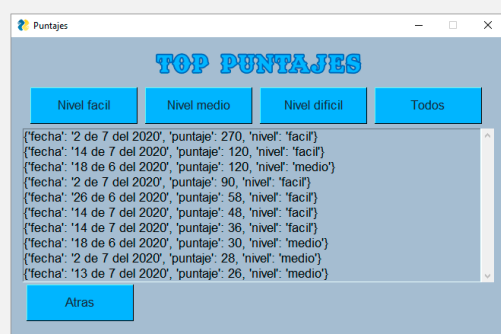 Puntajes
TOP PUNTAJES
Nivel facil Nivel medio Nivel dificil Todos
{'fecha': '2 de 7 del 2020', 'puntaje': 270, 'nivel': 'facil'}
{'fecha': '14 de 7 del 2020', 'puntaje': 120, 'nivel': 'facil'}
{'fecha': '18 de 6 del 2020', 'puntaje': 120, 'nivel': 'medio'}
{'fecha': '2 de 7 del 2020', 'puntaje': 90, 'nivel': 'facil'}
{'fecha': '26 de 6 del 2020', 'puntaje': 58, 'nivel': 'facil'}
{'fecha': '14 de 7 del 2020', 'puntaje': 48, 'nivel': 'facil'}
{'fecha': '14 de 7 del 2020', 'puntaje': 36, 'nivel': 'facil'}
{'fecha': '18 de 6 del 2020', 'puntaje': 30, 'nivel': 'medio'}
{'fecha': '2 de 7 del 2020', 'puntaje': 28, 'nivel': 'medio'}
{'fecha': '13 de 7 del 2020', 'puntaje': 26, 'nivel': 'medio'}
Atras